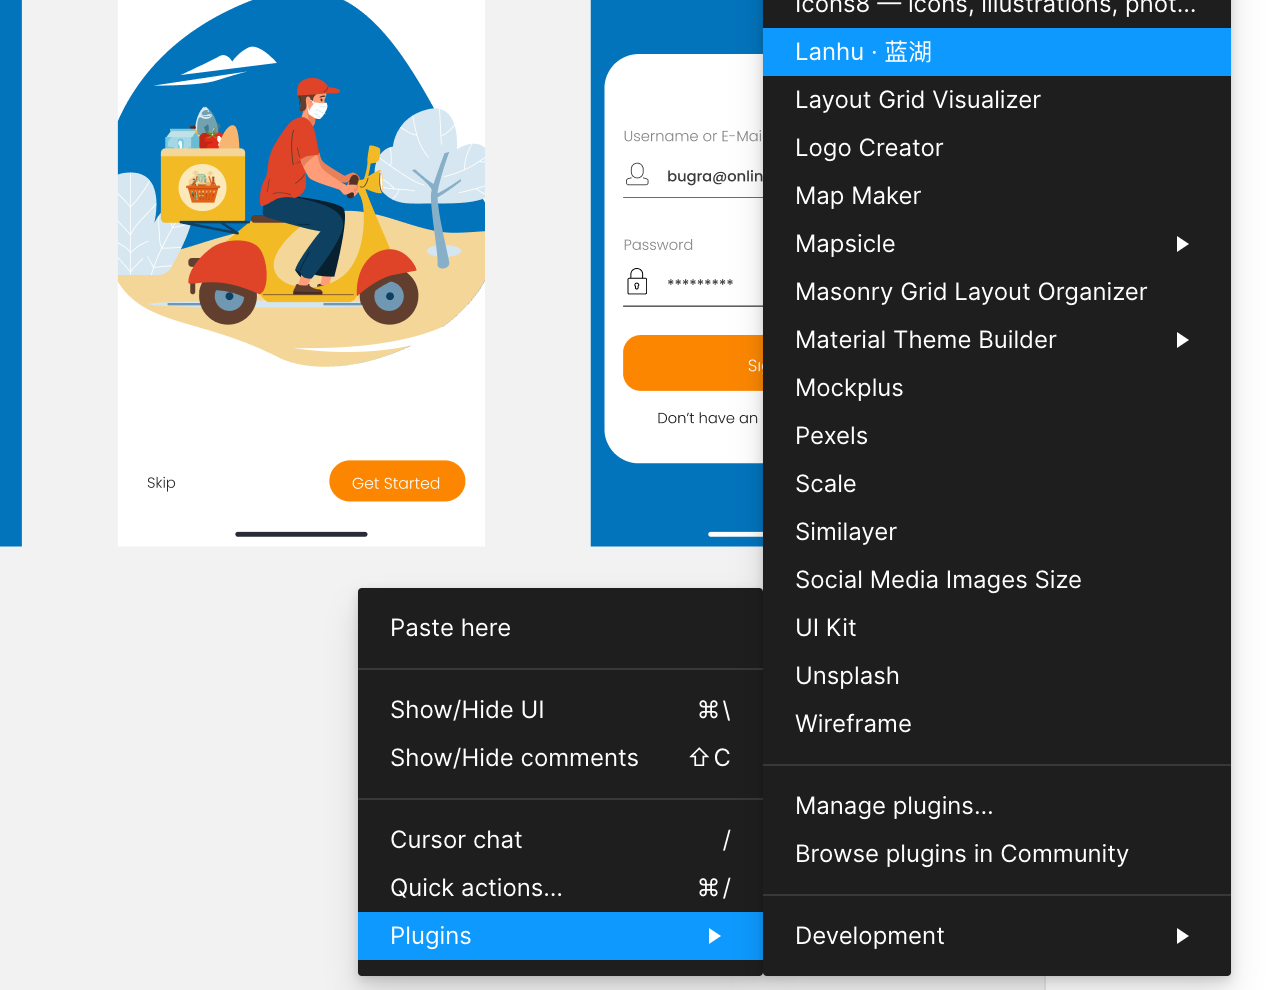 Skip
Get Started
Username or E-Mai
bugra@onlin
Password
*********
Si
Don't have an
Icons8 — icons, illustrations, phot...
Lanhu · 蓝湖
Layout Grid Visualizer
Logo Creator
Map Maker
Mapsicle
Masonry Grid Layout Organizer
Material Theme Builder
Mockplus
Pexels
Scale
Similayer
Social Media Images Size
UI Kit
Unsplash
Wireframe
Manage plugins...
Browse plugins in Community
Development
Paste here
Show/Hide UI ⌘\
Show/Hide comments ⇧C
Cursor chat /
Quick actions... ⌘/
Plugins